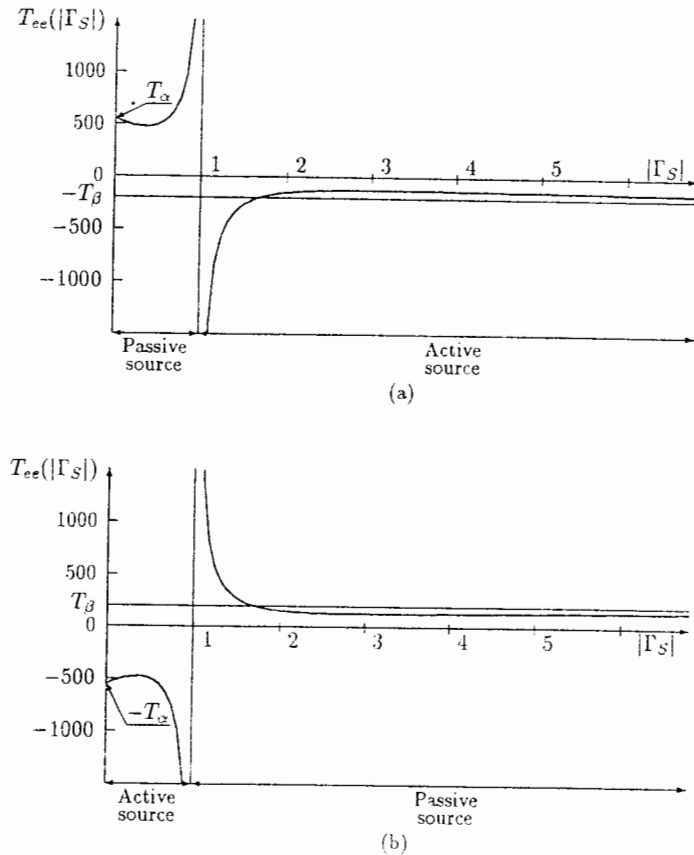 T_ee(|Γ_S|)
1000
T_α
500
1 2 3 4 5 |Γ_S|
0
−T_β
−500
−1000
Passive source
Active source
(a)
T_ee(|Γ_S|)
1000
500
T_β
0
1 2 3 4 5 |Γ_S|
−500
−T_α
−1000
Active source
Passive source
(b)